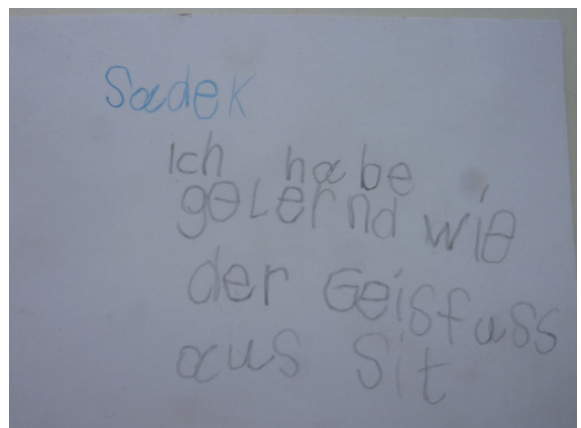 Sadek
Ich habe
gelernd wie
der Geisfuss
aus Sit